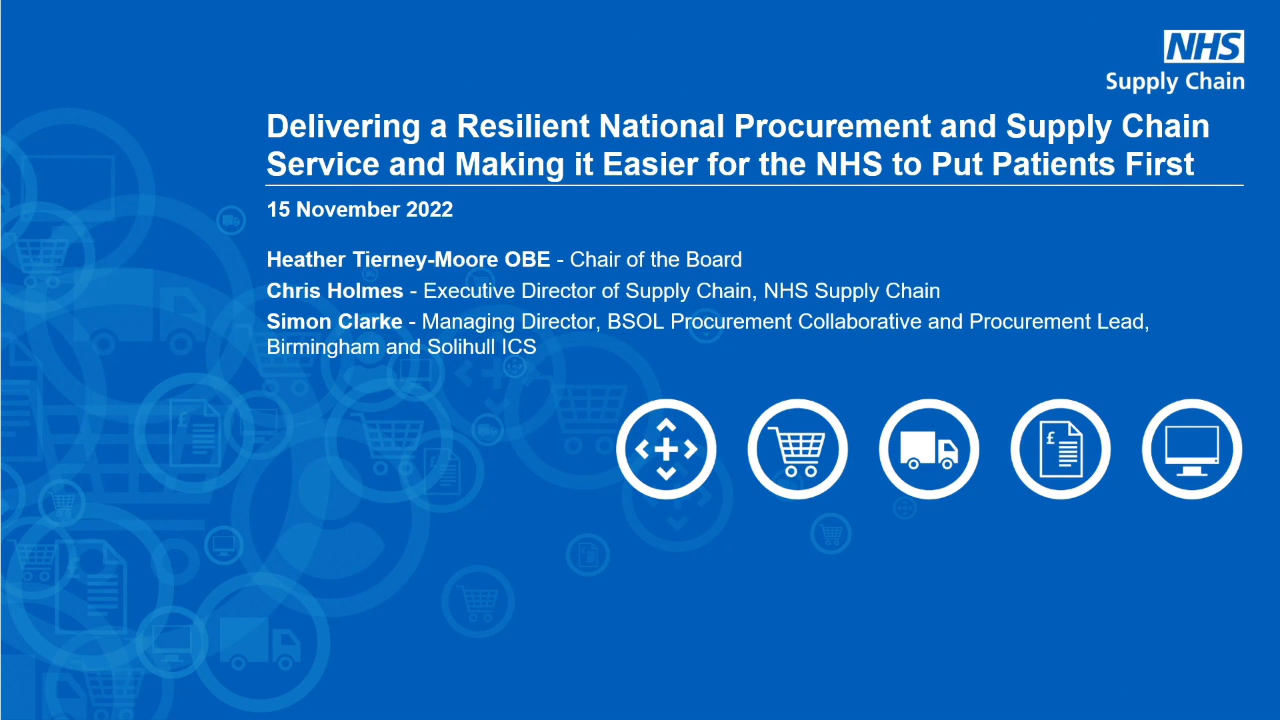 NHS
Supply Chain
Delivering a Resilient National Procurement and Supply Chain
Service and Making it Easier for the NHS to Put Patients First
15 November 2022
Heather Tierney-Moore OBE - Chair of the Board
Chris Holmes - Executive Director of Supply Chain, NHS Supply Chain
Simon Clarke - Managing Director, BSOL Procurement Collaborative and Procurement Lead,
Birmingham and Solihull ICS
£
£